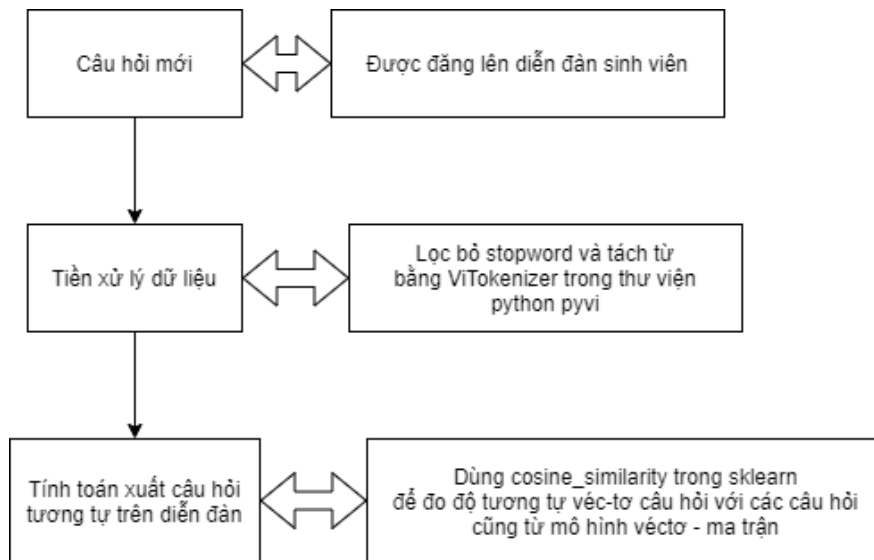 Câu hỏi mới
Được đăng lên diễn đàn sinh viên
Tiền xử lý dữ liệu
Lọc bỏ stopword và tách từ
bằng ViTokenizer trong thư viện
python pyvi
Tính toán xuất câu hỏi
tương tự trên diễn đàn
Dùng cosine_similarity trong sklearn
để đo độ tương tự véc-tơ câu hỏi với các câu hỏi
cũng từ mô hình véctơ - ma trận